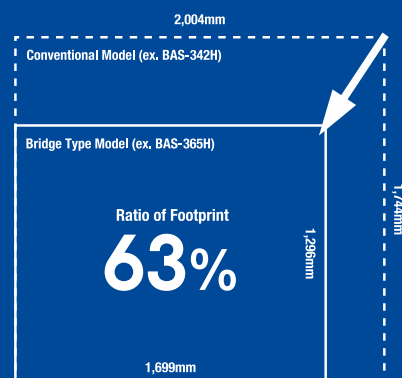 2,004mm
Conventional Model (ex. BAS-342H)
Bridge Type Model (ex. BAS-365H)
Ratio of Footprint
63%
1,296mm
1,744mm
1,699mm